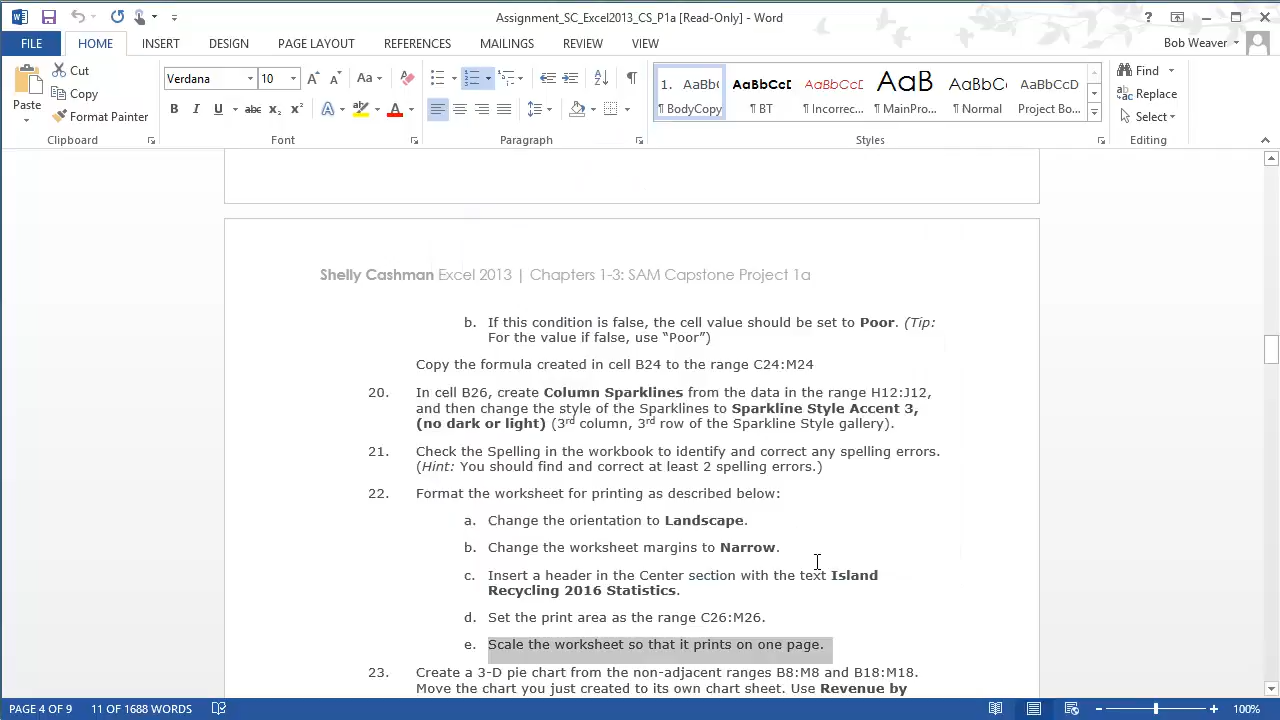 Assignment_SC_Excel2013_CS_P1a [Read-Only] - Word
FILE HOME INSERT DESIGN PAGE LAYOUT REFERENCES MAILINGS REVIEW VIEW Bob Weaver
Paste Cut Copy Format Painter
Verdana 10
1. AaBb( AaBbCcD AaBbCcD AaB AaBbCc AaBbCcD
¶ BodyCopy ¶ BT ¶ Incorrec... ¶ MainPro... ¶ Normal Project Bo...
Find Replace Select
Clipboard Font Paragraph Styles Editing
Shelly Cashman Excel 2013 | Chapters 1-3: SAM Capstone Project 1a
b. If this condition is false, the cell value should be set to Poor. (Tip:
For the value if false, use “Poor”)
Copy the formula created in cell B24 to the range C24:M24
20. In cell B26, create Column Sparklines from the data in the range H12:J12,
and then change the style of the Sparklines to Sparkline Style Accent 3,
(no dark or light) (3rd column, 3rd row of the Sparkline Style gallery).
21. Check the Spelling in the workbook to identify and correct any spelling errors.
(Hint: You should find and correct at least 2 spelling errors.)
22. Format the worksheet for printing as described below:
a. Change the orientation to Landscape.
b. Change the worksheet margins to Narrow.
c. Insert a header in the Center section with the text Island
Recycling 2016 Statistics.
d. Set the print area as the range C26:M26.
e. Scale the worksheet so that it prints on one page.
23. Create a 3-D pie chart from the non-adjacent ranges B8:M8 and B18:M18.
Move the chart you just created to its own chart sheet. Use Revenue by
PAGE 4 OF 9 11 OF 1688 WORDS 100%